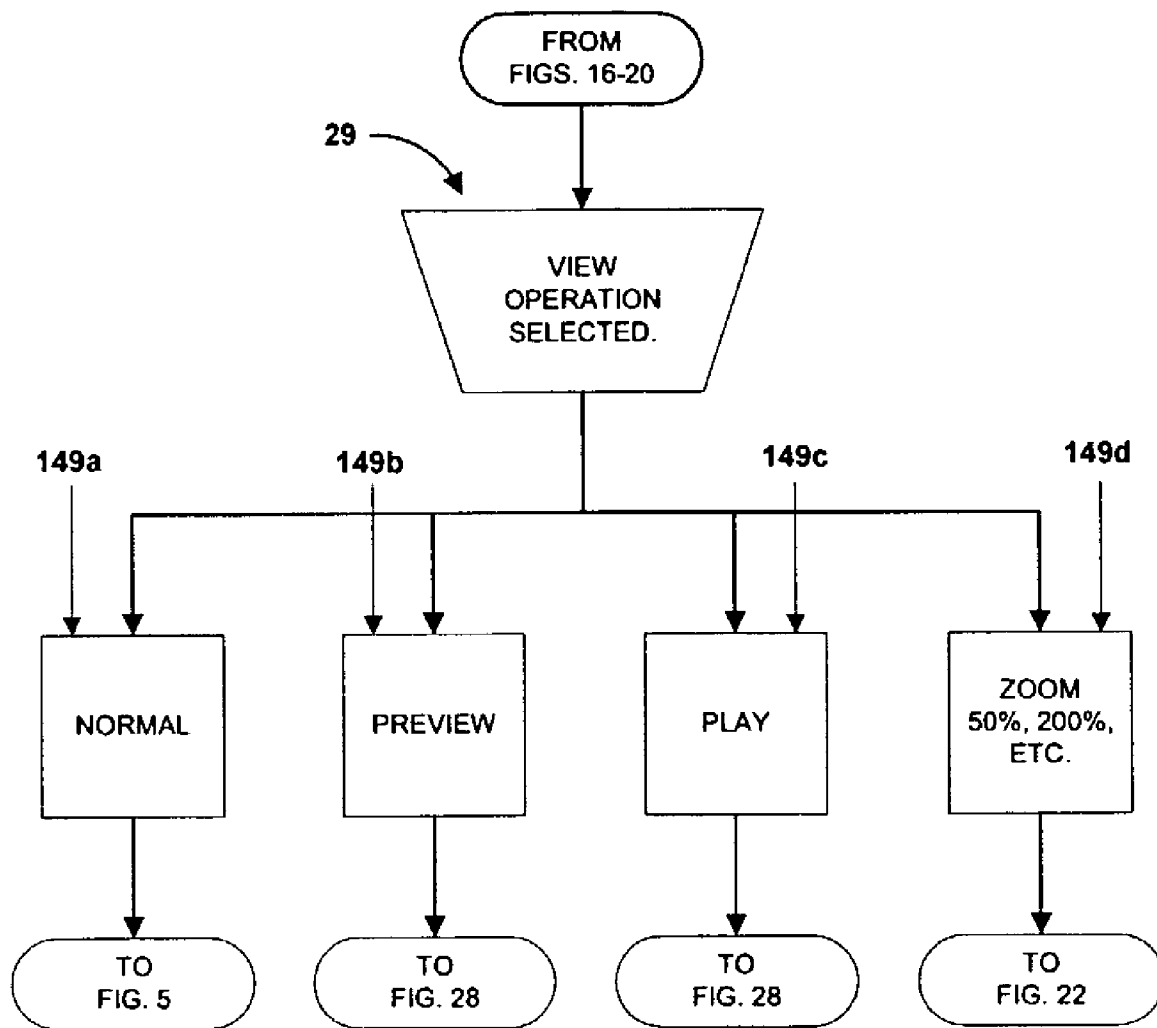 FROM
FIGS. 16-20
29
VIEW
OPERATION
SELECTED.
149a
149b
149c
149d
NORMAL
PREVIEW
PLAY
ZOOM
50%, 200%,
ETC.
TO
FIG. 5
TO
FIG. 28
TO
FIG. 28
TO
FIG. 22